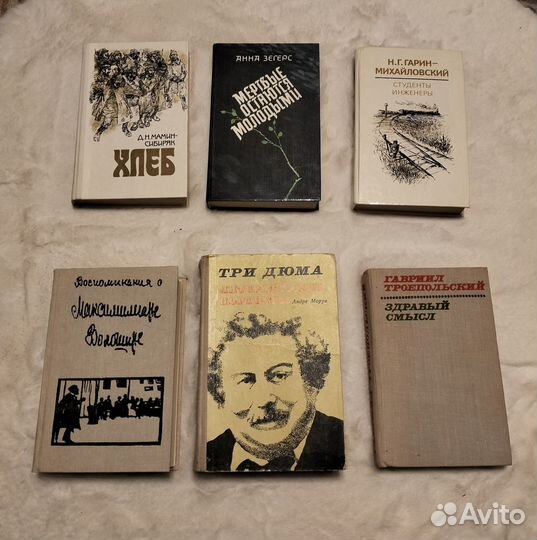 Д.Н.МАМИН-
СИБИРЯК
ХЛЕБ
АННА ЗЕГЕРС
МЕРТВЫЕ
ОСТАЮТСЯ
МОЛОДЫМИ
Н.Г.ГАРИН–
МИХАЙЛОВСКИЙ
СТУДЕНТЫ
ИНЖЕНЕРЫ
Воспоминания о
Максимилиане
Волошине
ТРИ ДЮМА
Андре Моруа
ГАВРИИЛ
ТРОЕПОЛЬСКИЙ
ЗДРАВЫЙ
СМЫСЛ
Avito